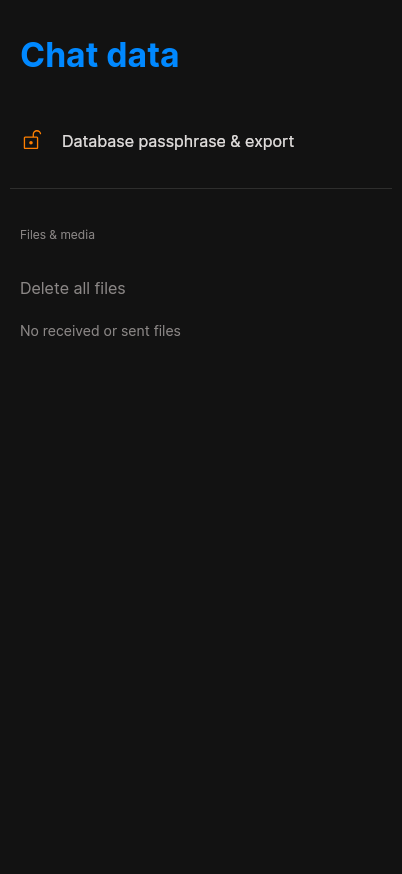 Chat data
Database passphrase & export
Files & media
Delete all files
No received or sent files